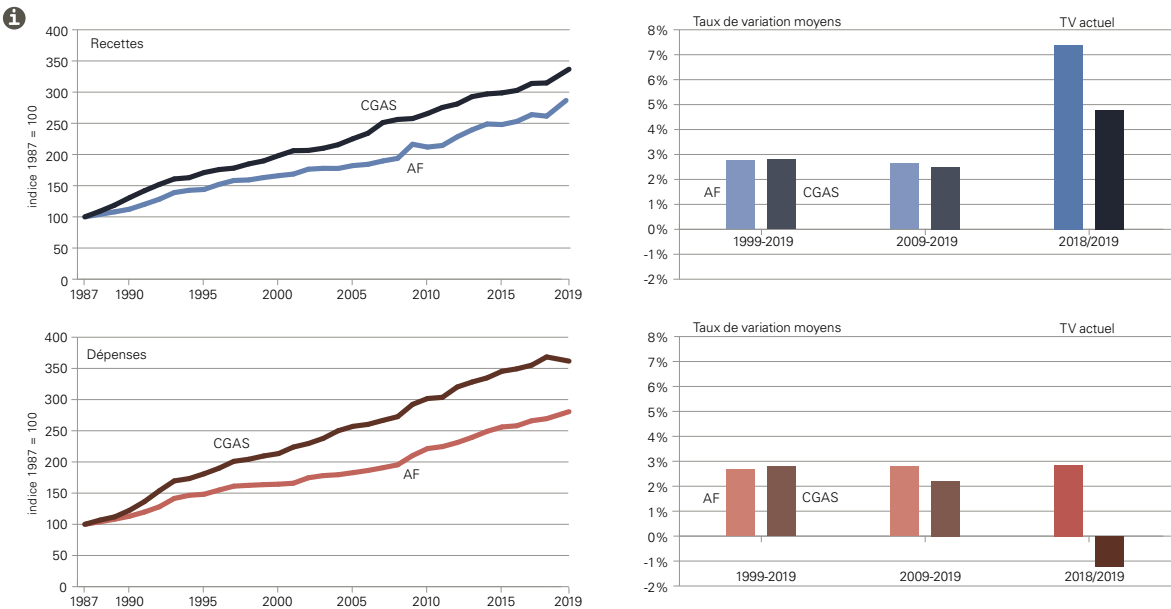 i
400
350
300
250
200
150
100
50
0
indice 1987 = 100
Recettes
CGAS
AF
1987 1990 1995 2000 2005 2010 2015 2019
Taux de variation moyens TV actuel
8%
7%
6%
5%
4%
3%
2%
1%
0%
-1%
-2%
AF CGAS
1999-2019 2009-2019 2018/2019
400
350
300
250
200
150
100
50
0
indice 1987 = 100
Dépenses
CGAS
AF
1987 1990 1995 2000 2005 2010 2015 2019
Taux de variation moyens TV actuel
8%
7%
6%
5%
4%
3%
2%
1%
0%
-1%
-2%
AF CGAS
1999-2019 2009-2019 2018/2019